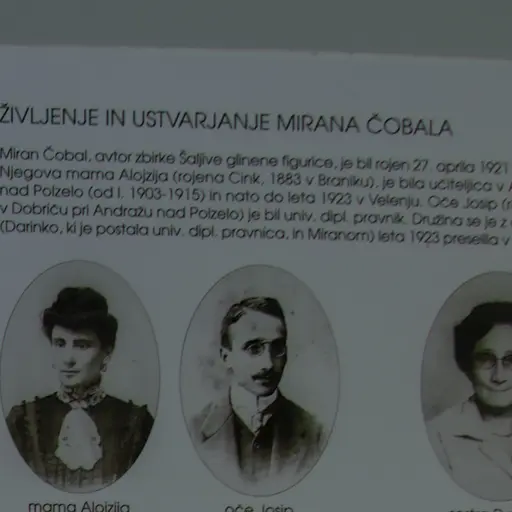 ŽIVLJENJE IN USTVARJANJE MIRANA ČOBALA
Miran Čobal, avtor zbirke Šaljive glinene figurice, je bil rojen 27. aprila 1921
Njegova mama Alojzija (rojena Cink, 1883 v Braniku), je bila učiteljica v
nad Polzelo (od l. 1903-1915) in nato do leta 1923 v Velenju. Oče Josip
v Dobriču pri Andražu nad Polzelo) je bil univ. dipl. pravnik. Družina se je z
(Darinko, ki je postala univ. dipl. pravnica, in Miranom) leta 1923 preselila v
mama Alojzija
oče Josip